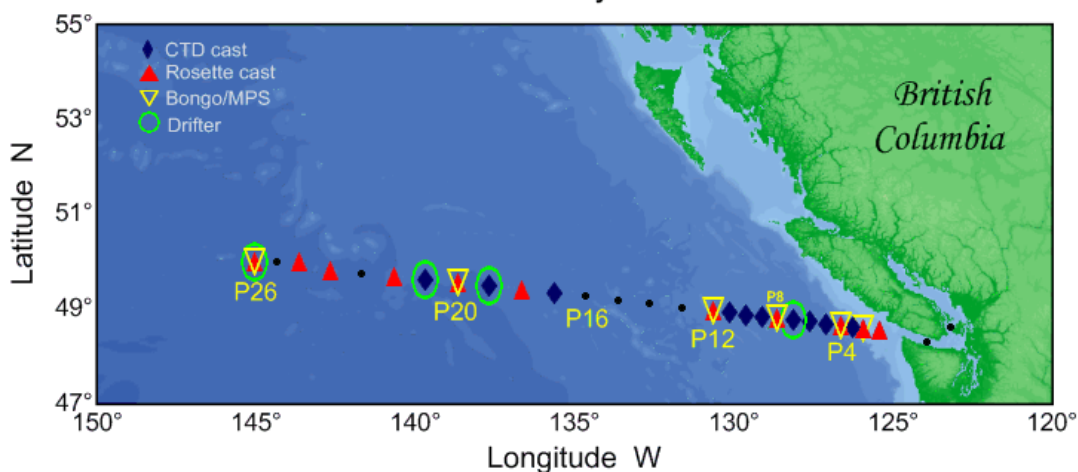 55°
53°
51°
49°
47°
Latitude N
CTD cast
Rosette cast
Bongo/MPS
Drifter
British
Columbia
P26
P20
P16
P12
P8
P4
150°
145°
140°
135°
130°
125°
120°
Longitude W